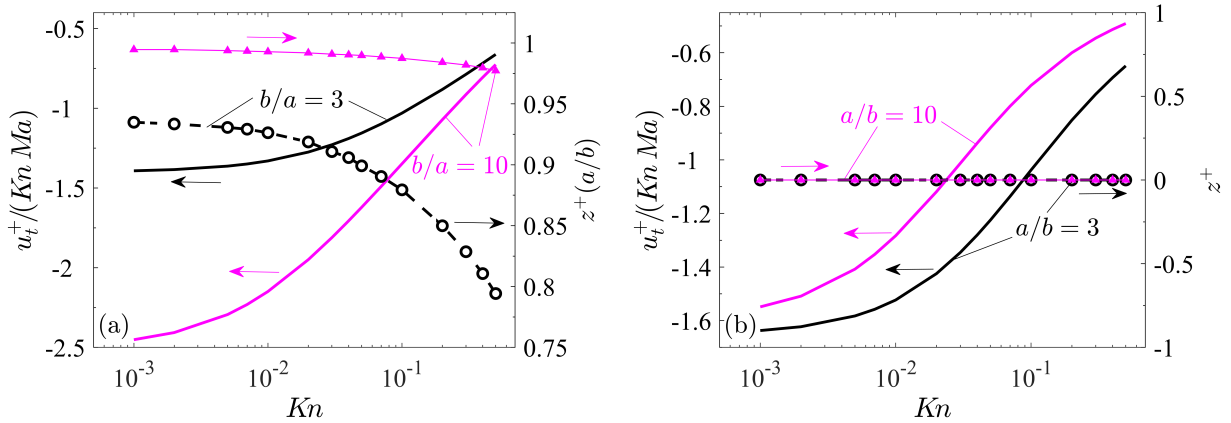 -0.5
-1
-1.5
-2
-2.5
u_t^+/(Kn Ma)
1
0.95
0.9
0.85
0.8
0.75
z^+(a/b)
b/a = 3
b/a = 10
(a)
10^-3
10^-2
10^-1
Kn
-0.6
-0.8
-1
-1.2
-1.4
-1.6
u_t^+/(Kn Ma)
1
0.5
0
-0.5
-1
z^+
a/b = 10
a/b = 3
(b)
10^-3
10^-2
10^-1
Kn